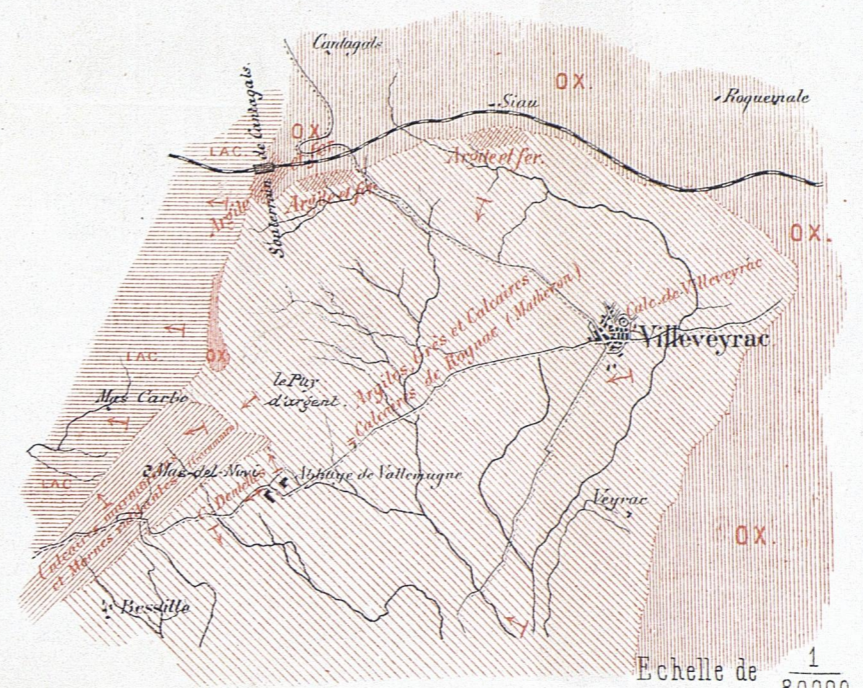 Cantagals
OX.
Siau
Roquemale
Souterrain de Cantagals.
LAC
OX.
et fer
Argile et fer.
Argile
Argile et fer
OX.
Calc. de Villeveyrac
Argiles, Grès et Calcaires
Calcaires de Rognac (Matheron)
Villeveyrac
LAC
OX
le Puy
d'argent.
Mas Carbo
Mas-del-Novi
Abbaye de Vallemagne
LAC
C. Dentelles
Veyrac
Calcaires
et Marnes
OX.
Bessille
Echelle de 1
80000